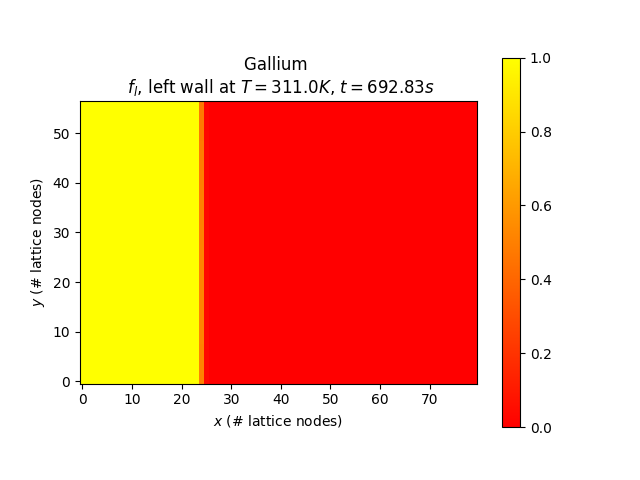 Gallium
f_l, left wall at T = 311.0K, t = 692.83s
50
40
30
20
10
0
y (# lattice nodes)
0 10 20 30 40 50 60 70
x (# lattice nodes)
1.0
0.8
0.6
0.4
0.2
0.0